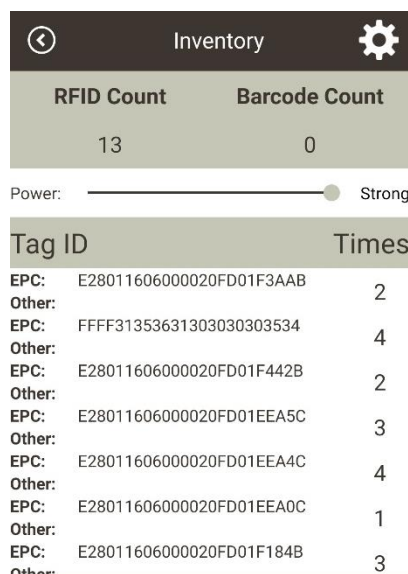 Inventory
RFID Count Barcode Count
13 0
Power: Strong
Tag ID Times
EPC: E28011606000020FD01F3AAB 2
Other:
EPC: FFFF31353631303030303534 4
Other:
EPC: E28011606000020FD01F442B 2
Other:
EPC: E28011606000020FD01EEA5C 3
Other:
EPC: E28011606000020FD01EEA4C 4
Other:
EPC: E28011606000020FD01EEA0C 1
Other:
EPC: E28011606000020FD01F184B 3
Other: